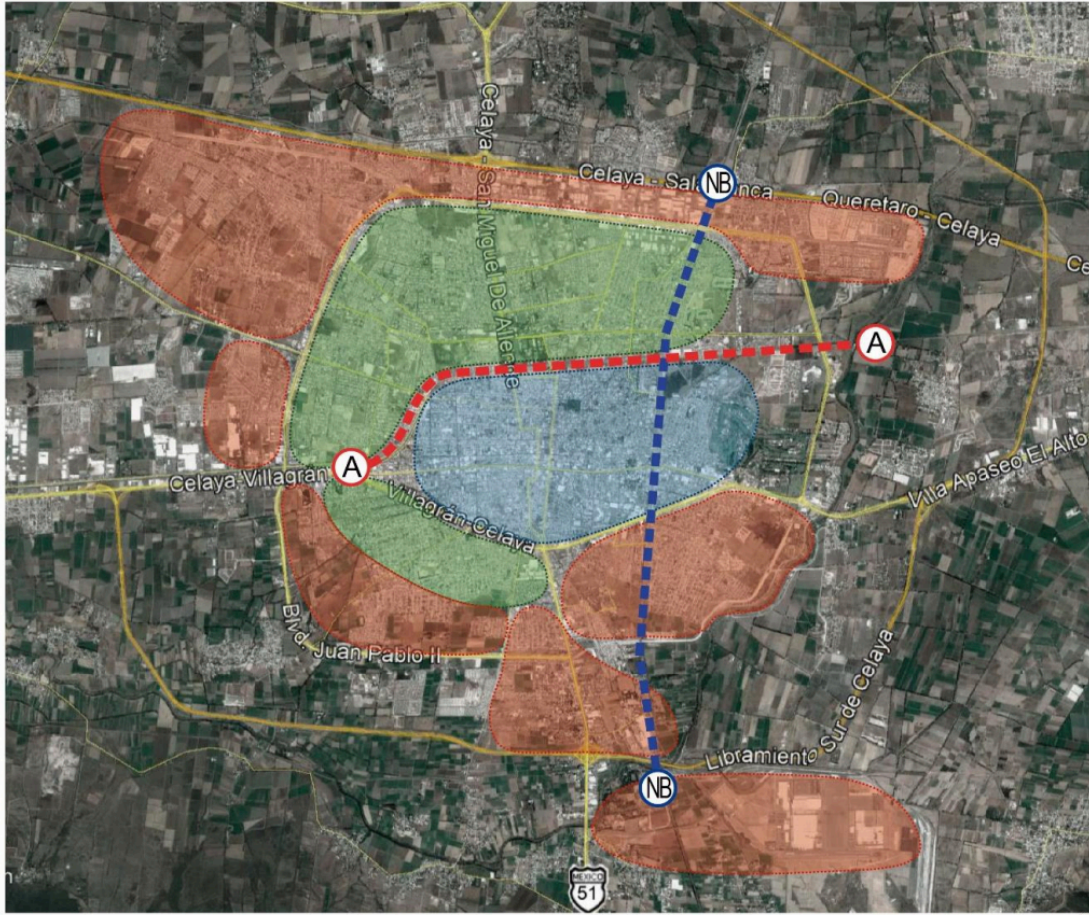 Celaya - San Miguel De Allende
Celaya - Salamanca
NB
Queretaro - Celaya
Ce
A
A
Celaya Villagrán
Villagrán-Celaya
Villa Apaseo El Alto
Blvd. Juan Pablo II
Libramiento Sur de Celaya
NB
MEXICO
51
n